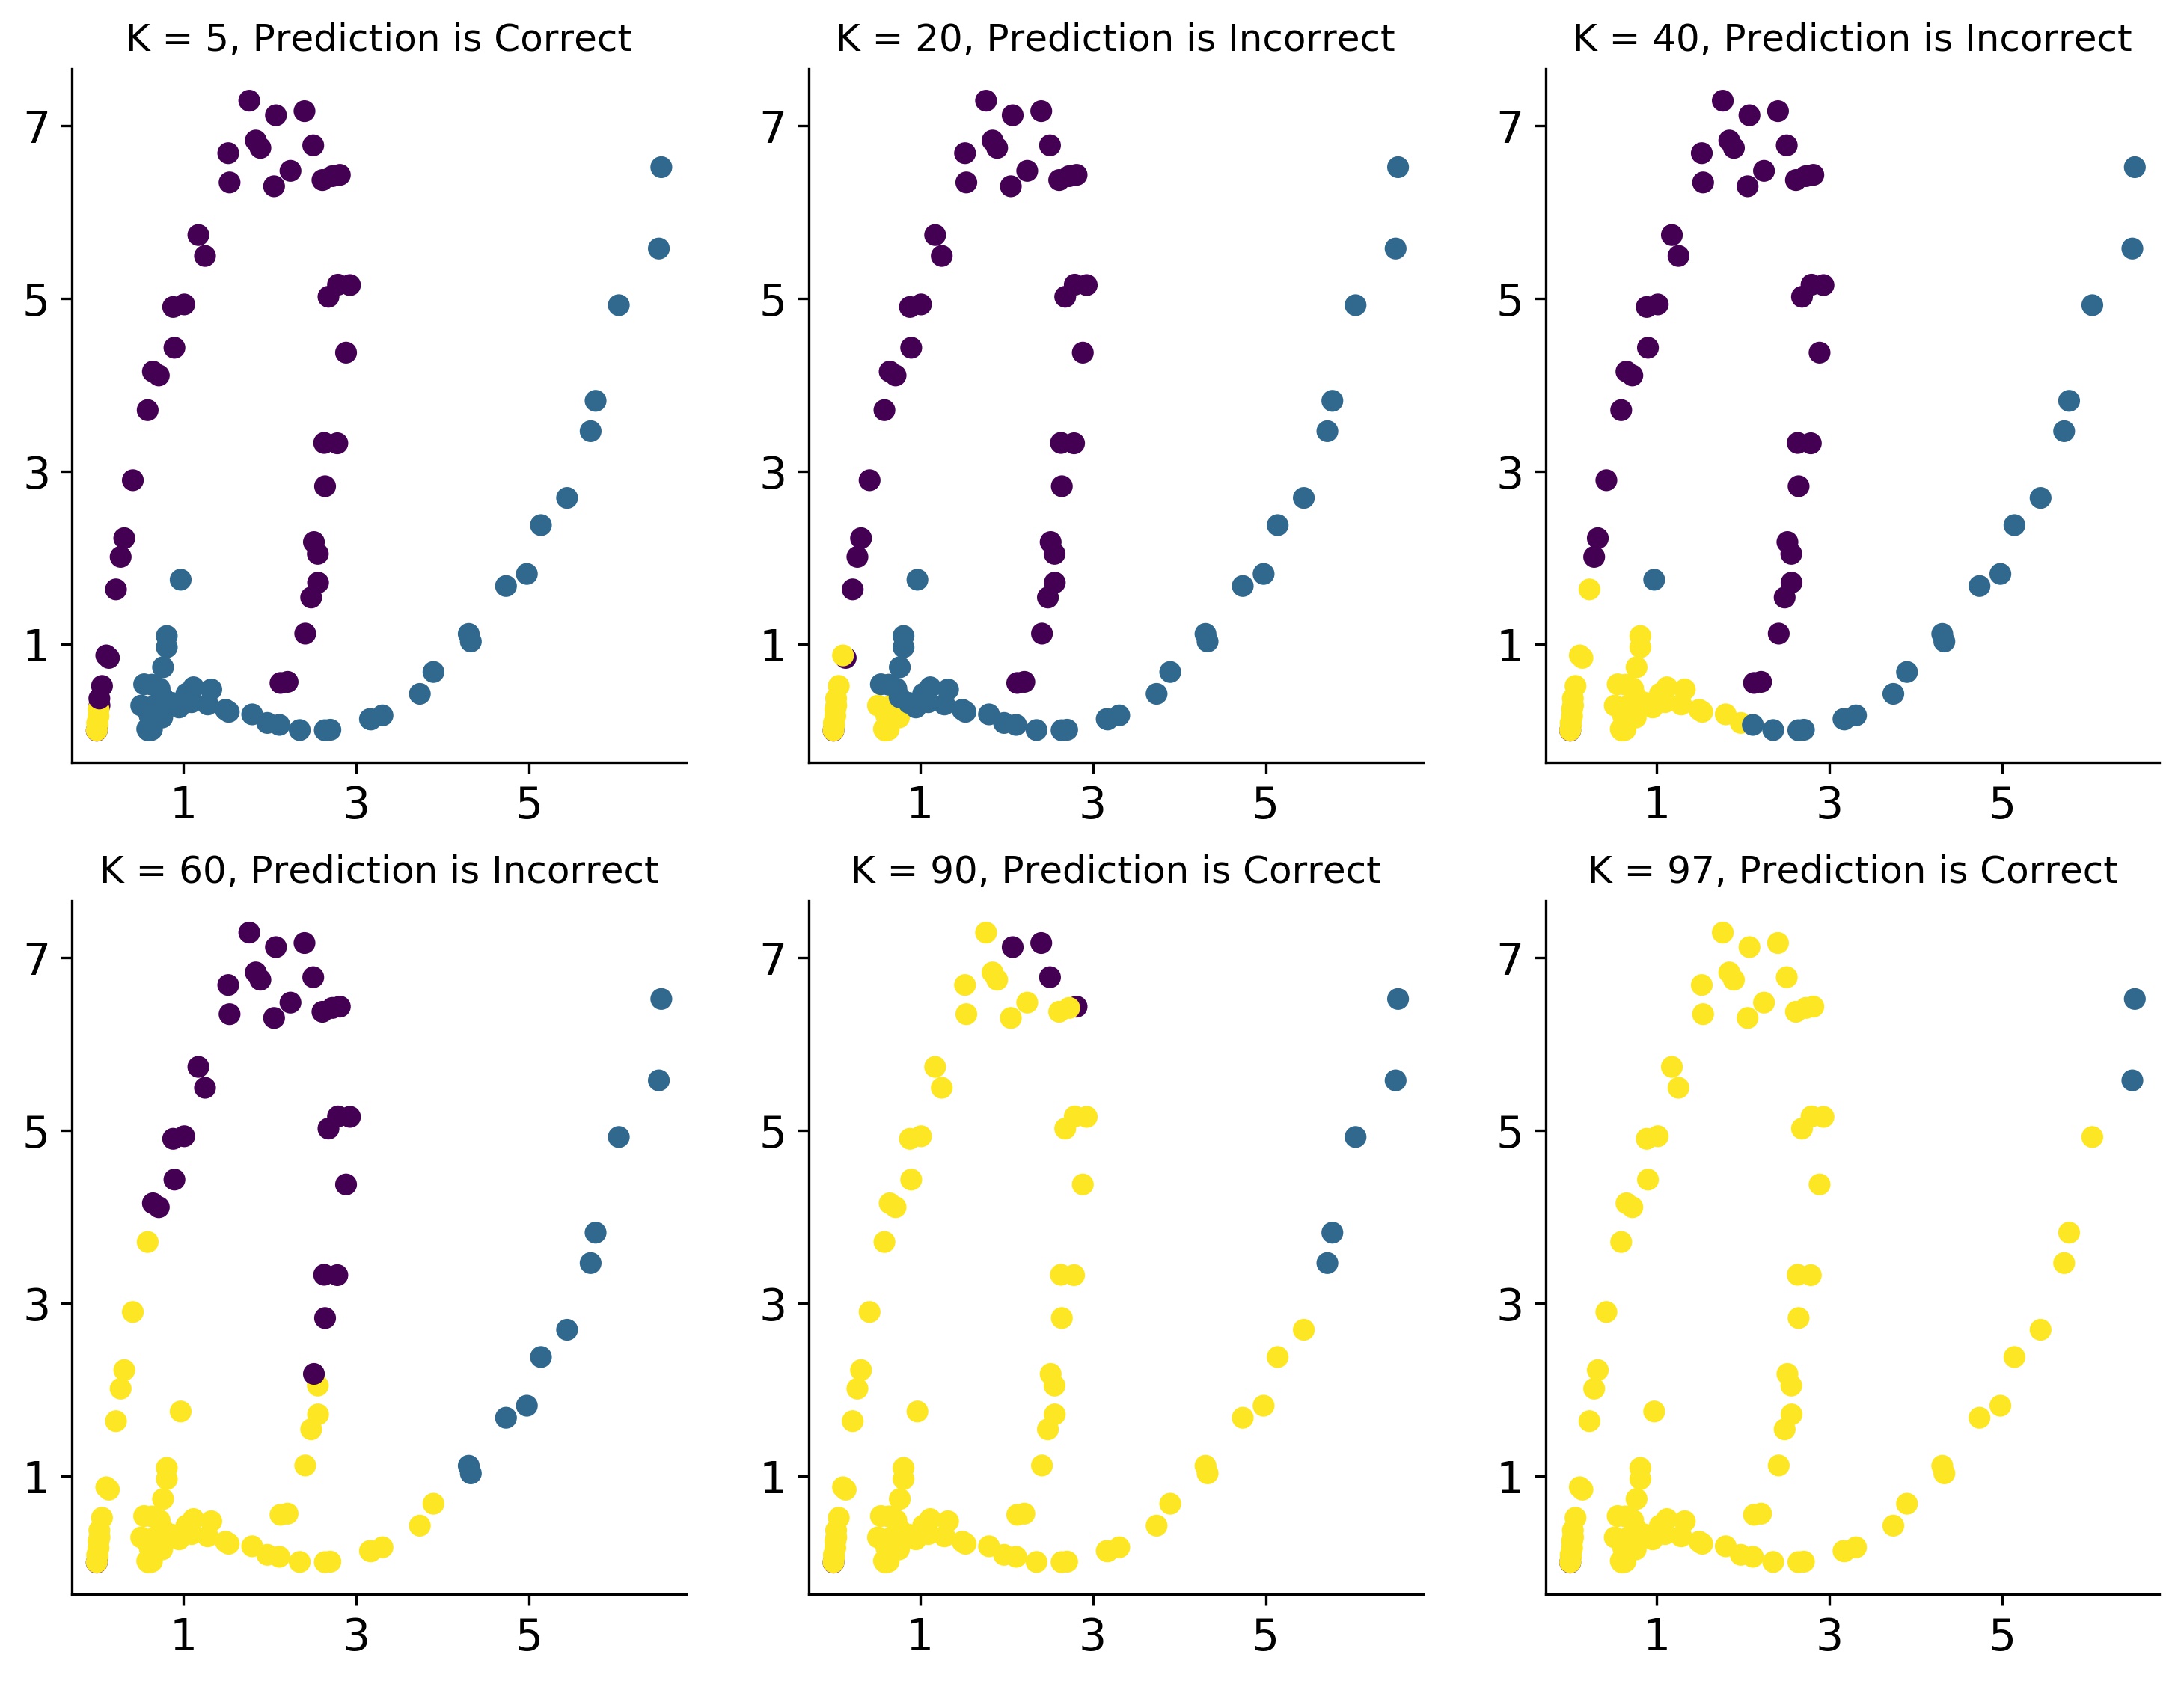 K = 5, Prediction is Correct
7
5
3
1
1 3 5
K = 20, Prediction is Incorrect
7
5
3
1
1 3 5
K = 40, Prediction is Incorrect
7
5
3
1
1 3 5
K = 60, Prediction is Incorrect
7
5
3
1
1 3 5
K = 90, Prediction is Correct
7
5
3
1
1 3 5
K = 97, Prediction is Correct
7
5
3
1
1 3 5